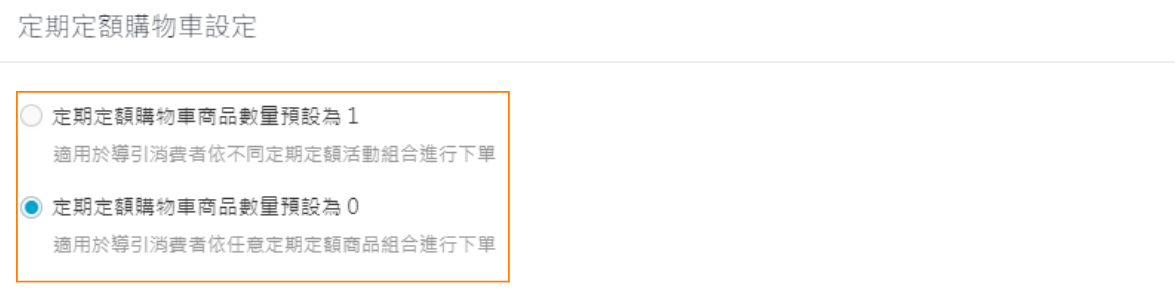 定期定額購物車設定
定期定額購物車商品數量預設為 1
適用於導引消費者依不同定期定額活動組合進行下單
定期定額購物車商品數量預設為 0
適用於導引消費者依任意定期定額商品組合進行下單